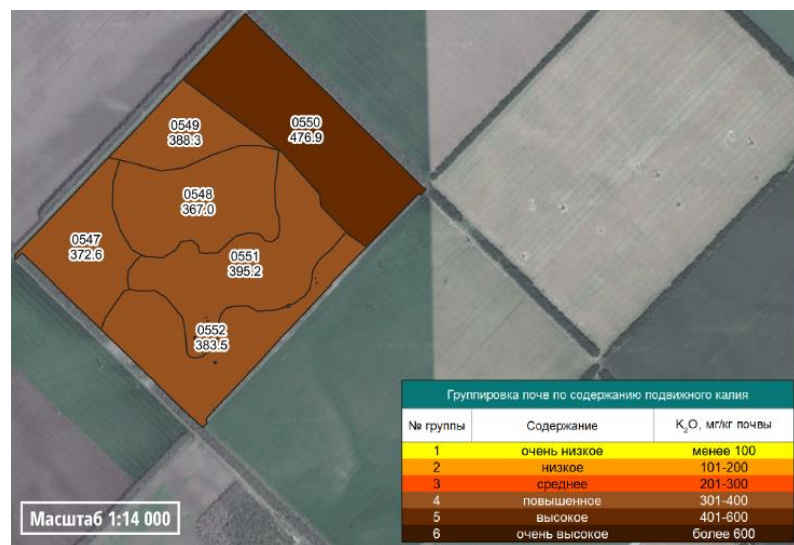 0550
476.9
0549
388.3
0548
367.0
0547
372.6
0551
395.2
0552
383.5
Группировка почв по содержанию подвижного калия
№ группы Содержание K₂O, мг/кг почвы
1 очень низкое менее 100
2 низкое 101-200
3 среднее 201-300
4 повышенное 301-400
5 высокое 401-600
6 очень высокое более 600
Масштаб 1:14 000